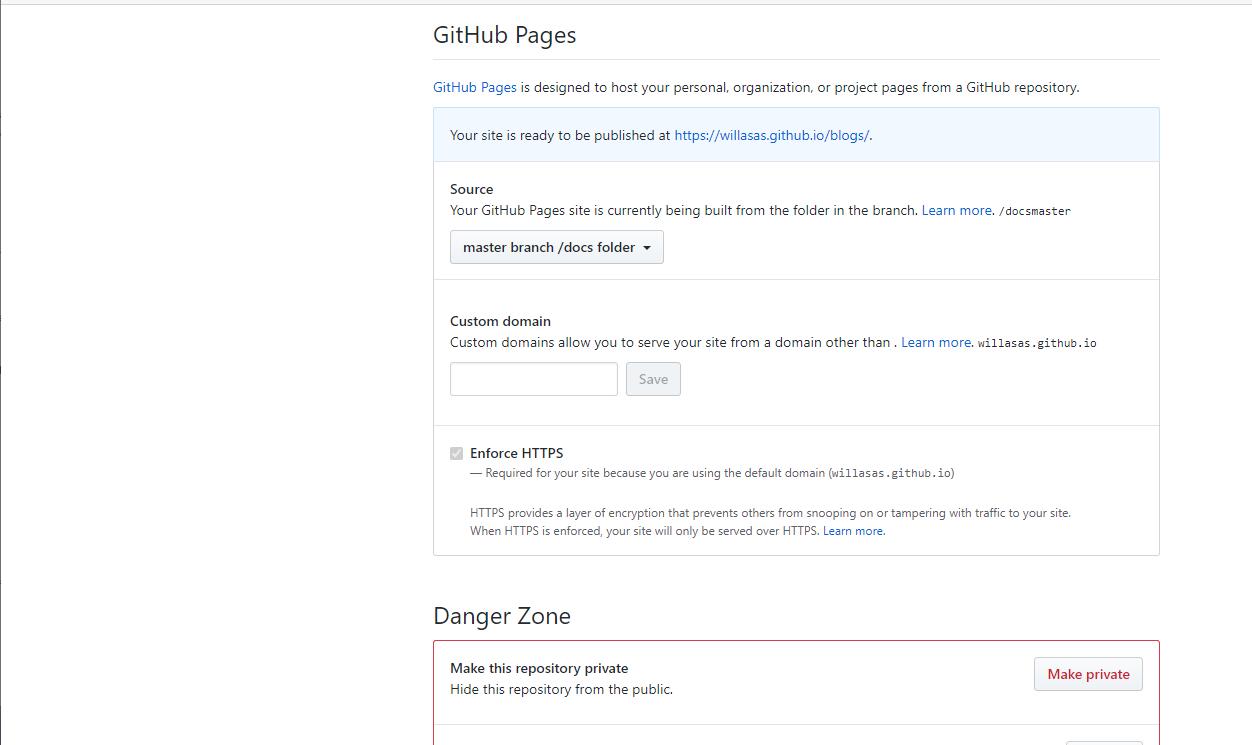 GitHub Pages
GitHub Pages is designed to host your personal, organization, or project pages from a GitHub repository.
Your site is ready to be published at https://willasas.github.io/blogs/.
Source
Your GitHub Pages site is currently being built from the folder in the branch. Learn more. /docsmaster
master branch /docs folder
Custom domain
Custom domains allow you to serve your site from a domain other than . Learn more. willasas.github.io
Save
Enforce HTTPS
— Required for your site because you are using the default domain (willasas.github.io)
HTTPS provides a layer of encryption that prevents others from snooping on or tampering with traffic to your site.
When HTTPS is enforced, your site will only be served over HTTPS. Learn more.
Danger Zone
Make this repository private
Make private
Hide this repository from the public.